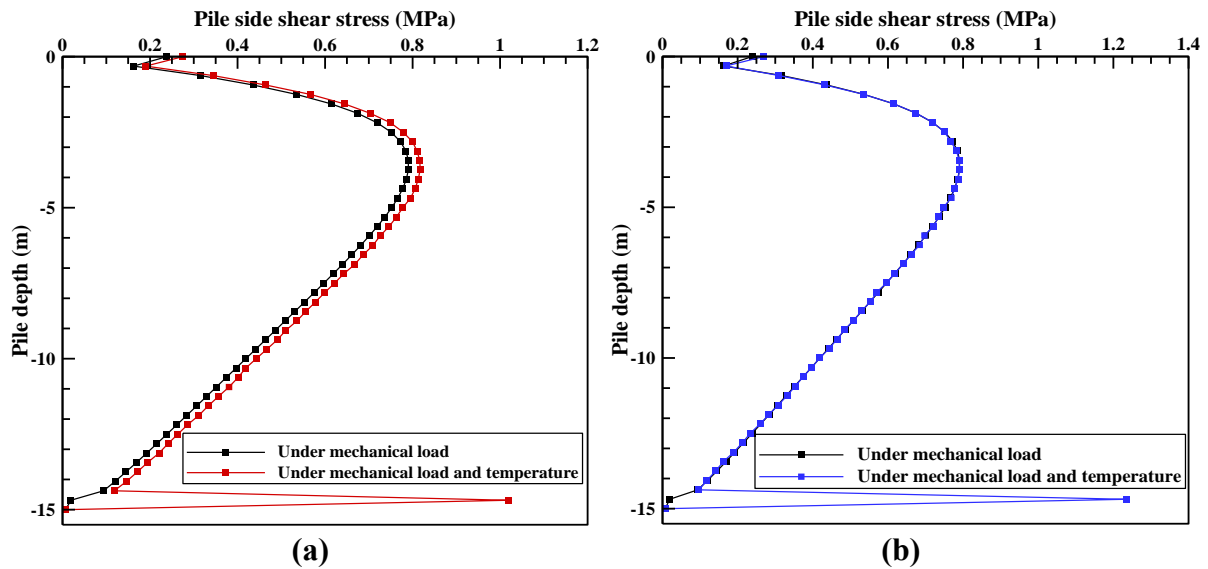 Pile side shear stress (MPa)
0 0.2 0.4 0.6 0.8 1 1.2
0
-5
-10
-15
Pile depth (m)
Under mechanical load
Under mechanical load and temperature
(a)
Pile side shear stress (MPa)
0 0.2 0.4 0.6 0.8 1 1.2 1.4
0
-5
-10
-15
Pile depth (m)
Under mechanical load
Under mechanical load and temperature
(b)